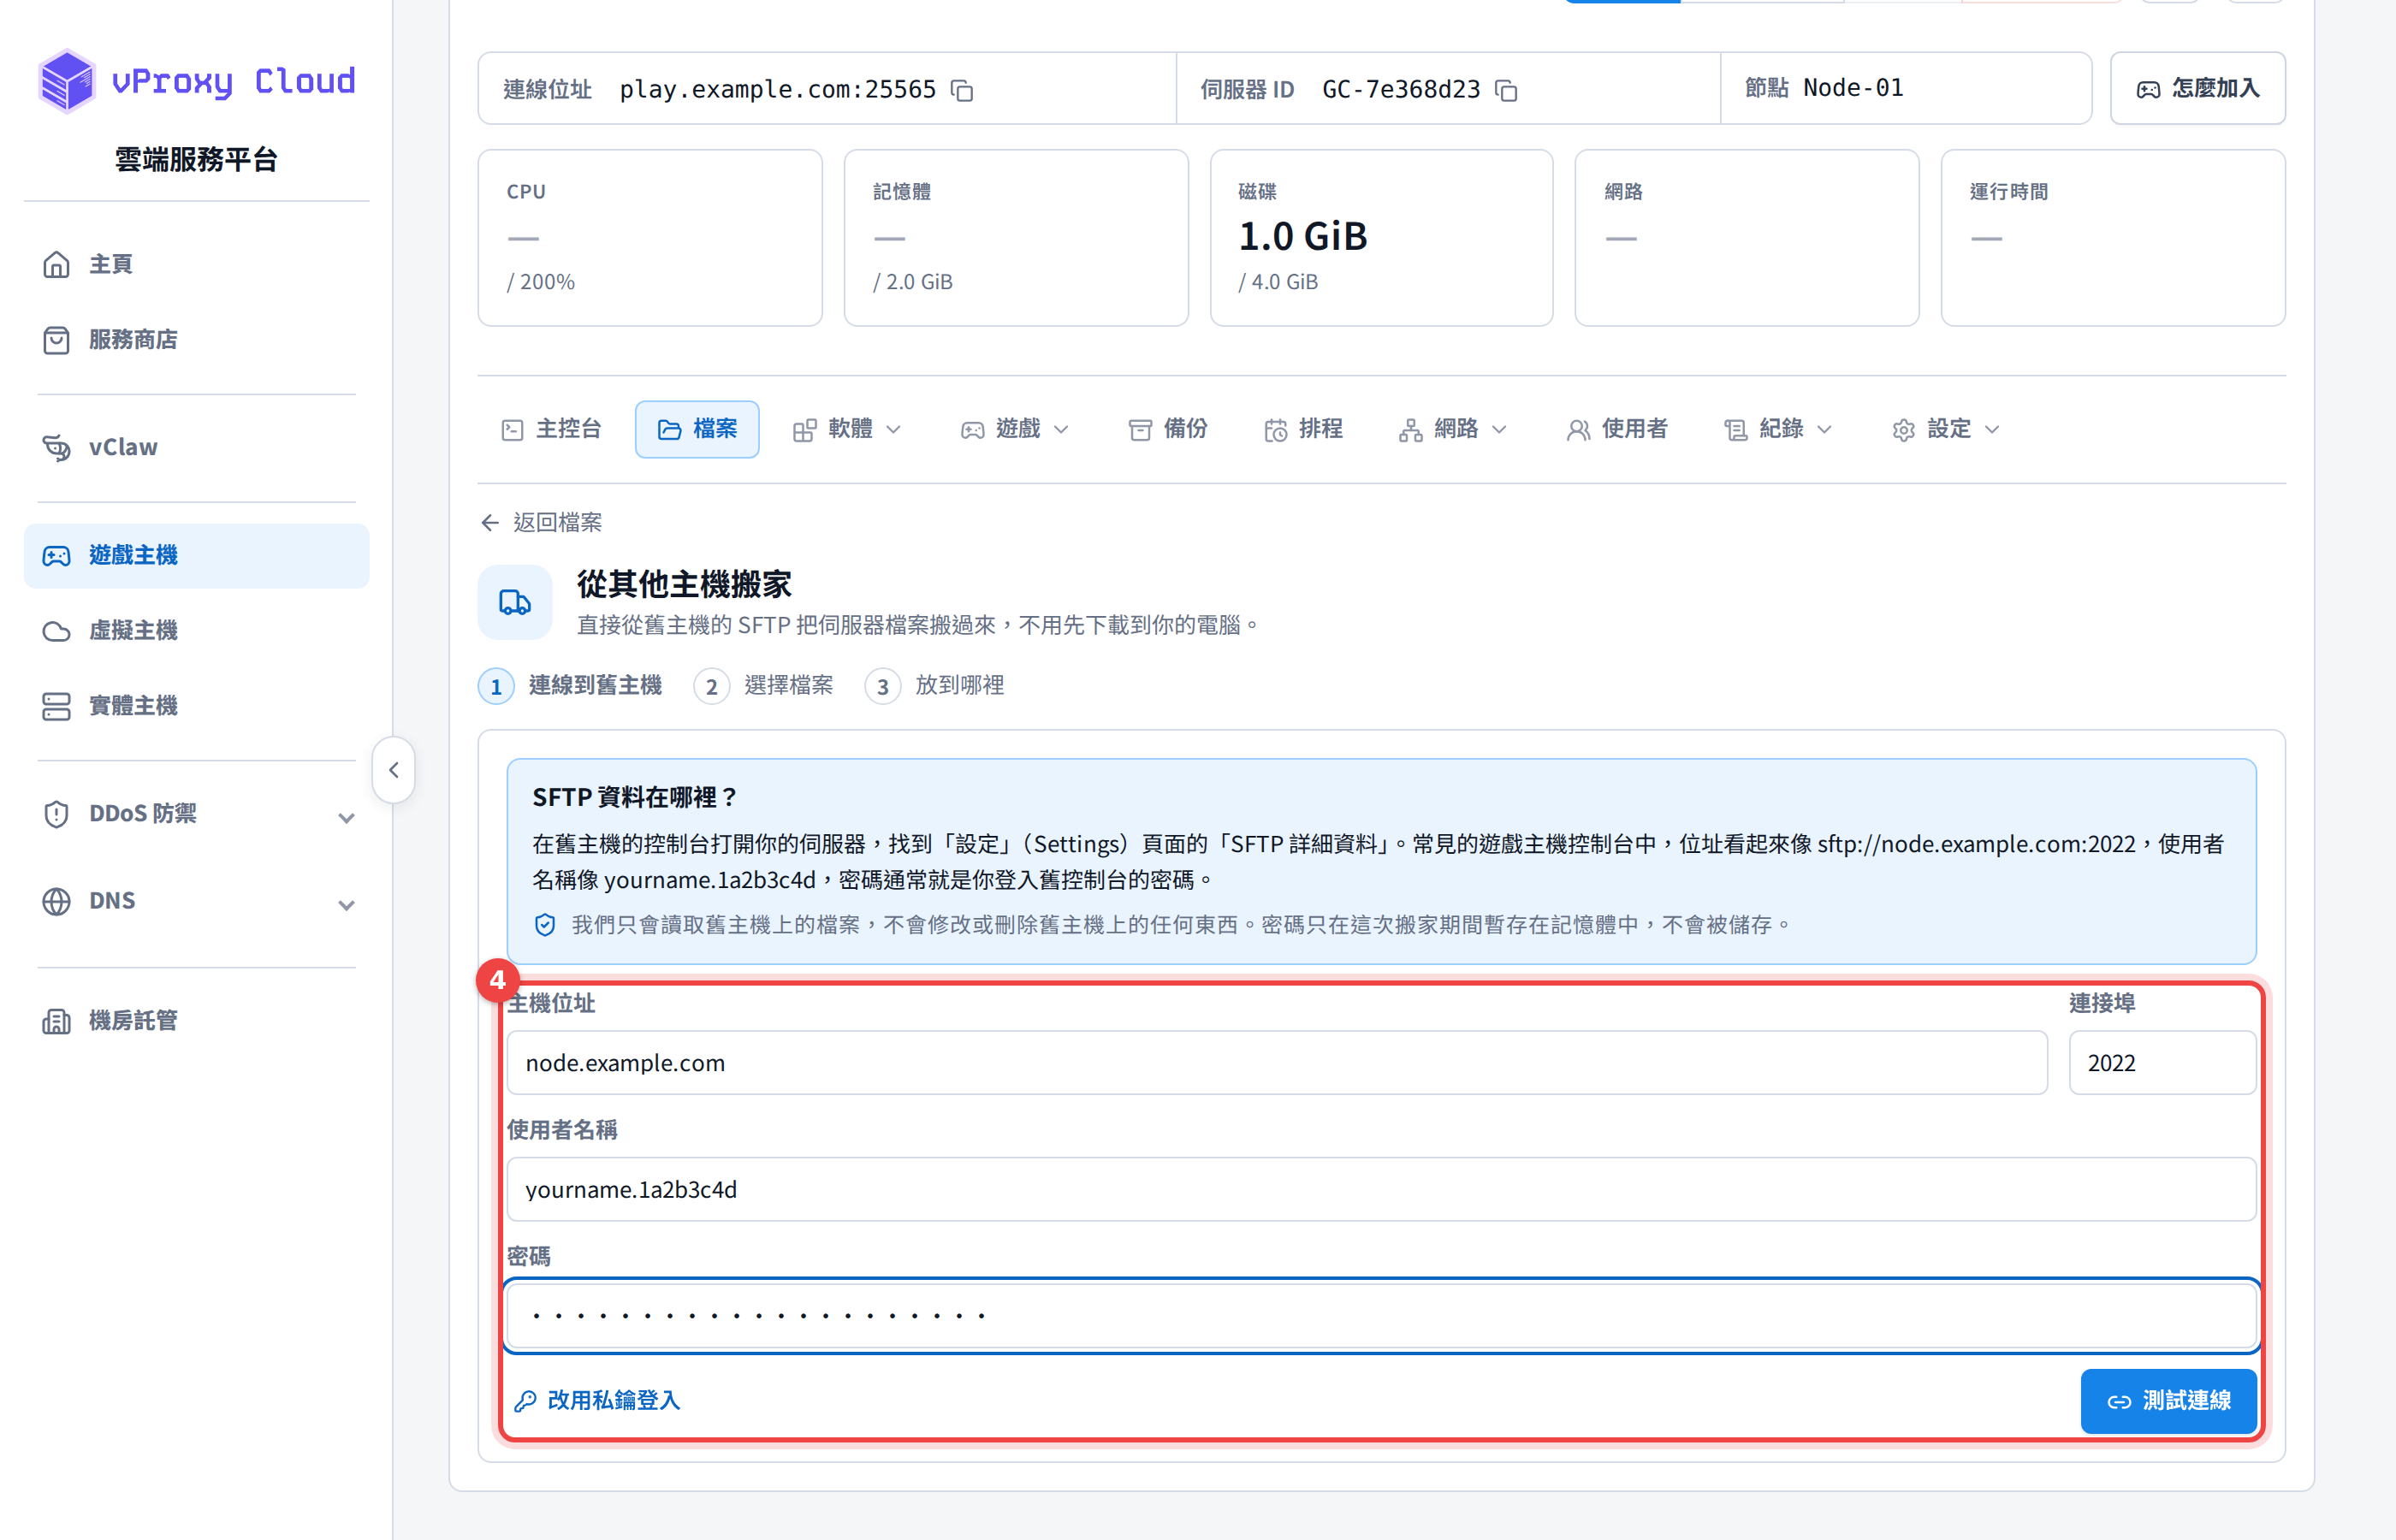 vProxy Cloud
雲端服務平台
主頁
服務商店
vClaw
遊戲主機
虛擬主機
實體主機
DDoS 防禦
DNS
機房託管
連線位址 play.example.com:25565
伺服器 ID GC-7e368d23
節點 Node-01
怎麼加入
CPU
—
/ 200%
記憶體
—
/ 2.0 GiB
磁碟
1.0 GiB
/ 4.0 GiB
網路
—
運行時間
—
主控台 檔案 軟體 遊戲 備份 排程 網路 使用者 紀錄 設定
返回檔案
從其他主機搬家
直接從舊主機的 SFTP 把伺服器檔案搬過來，不用先下載到你的電腦。
1 連線到舊主機 2 選擇檔案 3 放到哪裡
SFTP 資料在哪裡？
在舊主機的控制台打開你的伺服器，找到「設定」（Settings）頁面的「SFTP 詳細資料」。常見的遊戲主機控制台中，位址看起來像 sftp://node.example.com:2022，使用者
名稱像 yourname.1a2b3c4d，密碼通常就是你登入舊控制台的密碼。
我們只會讀取舊主機上的檔案，不會修改或刪除舊主機上的任何東西。密碼只在這次搬家期間暫存在記憶體中，不會被儲存。
4
主機位址 連接埠
node.example.com 2022
使用者名稱
yourname.1a2b3c4d
密碼
•••••••••••••••••••••
改用私鑰登入 測試連線